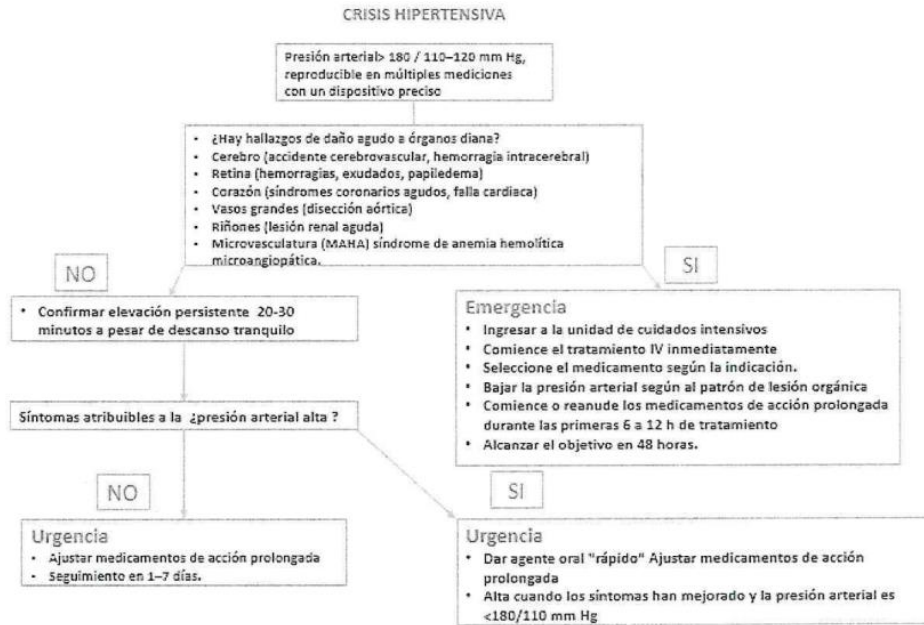 CRISIS HIPERTENSIVA
Presión arterial> 180 / 110–120 mm Hg,
reproducible en múltiples mediciones
con un dispositivo preciso
• ¿Hay hallazgos de daño agudo a órganos diana?
• Cerebro (accidente cerebrovascular, hemorragia intracerebral)
• Retina (hemorragias, exudados, papiledema)
• Corazón (síndromes coronarios agudos, falla cardiaca)
• Vasos grandes (disección aórtica)
• Riñones (lesión renal aguda)
• Microvasculatura (MAHA) síndrome de anemia hemolítica
microangiopática.
NO
SI
• Confirmar elevación persistente 20-30
minutos a pesar de descanso tranquilo
Emergencia
• Ingresar a la unidad de cuidados intensivos
• Comience el tratamiento IV inmediatamente
• Seleccione el medicamento según la indicación.
• Bajar la presión arterial según al patrón de lesión orgánica
• Comience o reanude los medicamentos de acción prolongada
durante las primeras 6 a 12 h de tratamiento
• Alcanzar el objetivo en 48 horas.
Síntomas atribuibles a la ¿presión arterial alta ?
NO
SI
Urgencia
• Ajustar medicamentos de acción prolongada
• Seguimiento en 1–7 días.
Urgencia
• Dar agente oral "rápido" Ajustar medicamentos de acción
prolongada
• Alta cuando los síntomas han mejorado y la presión arterial es
<180/110 mm Hg